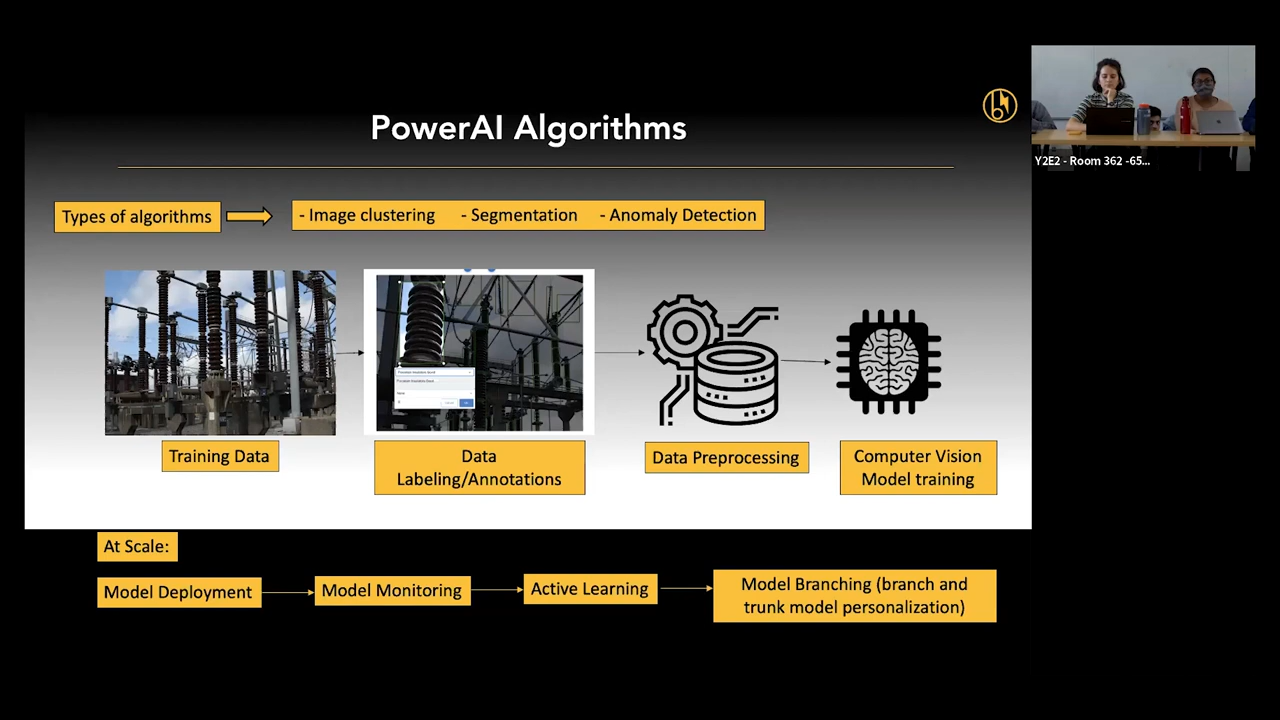 PowerAI Algorithms
Y2E2 - Room 362 -65...
Types of algorithms
- Image clustering - Segmentation - Anomaly Detection
Training Data
Data
Labeling/Annotations
Data Preprocessing
Computer Vision
Model training
At Scale:
Model Deployment
Model Monitoring
Active Learning
Model Branching (branch and
trunk model personalization)